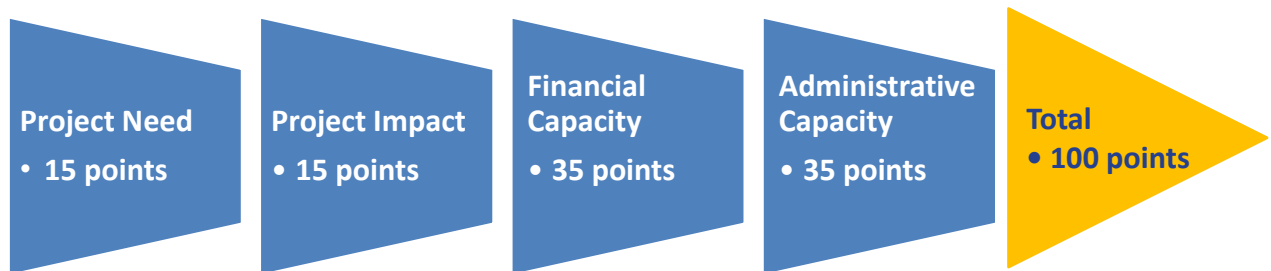 Project Need
• 15 points
Project Impact
• 15 points
Financial
Capacity
• 35 points
Administrative
Capacity
• 35 points
Total
• 100 points